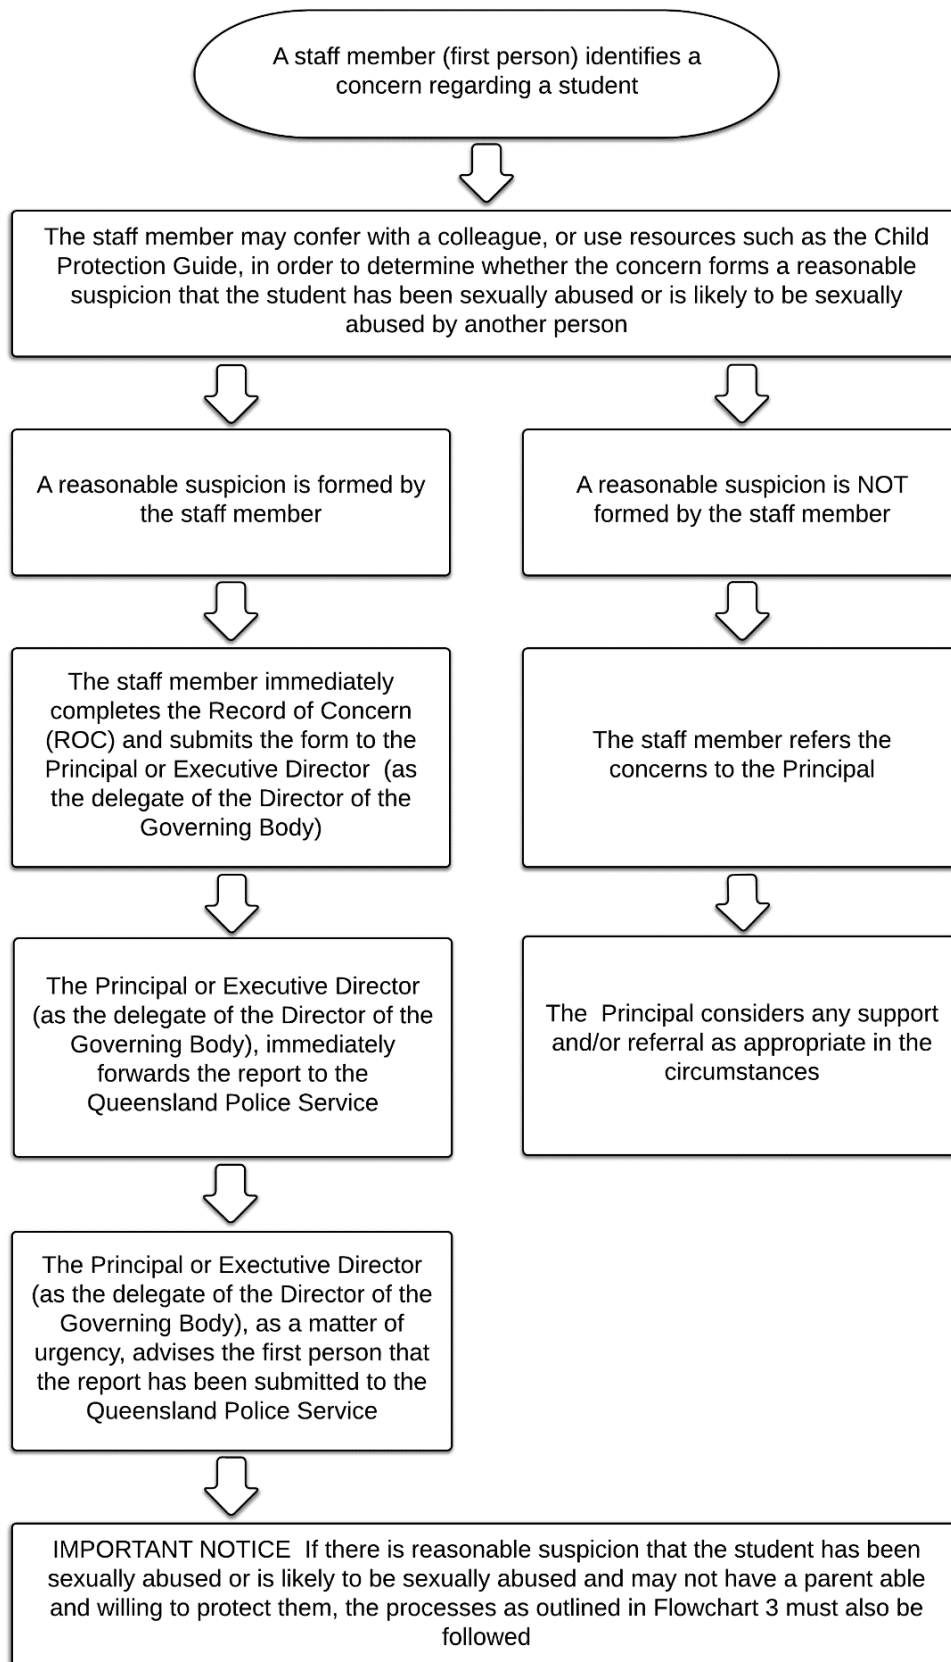 A staff member (first person) identifies a
concern regarding a student
The staff member may confer with a colleague, or use resources such as the Child
Protection Guide, in order to determine whether the concern forms a reasonable
suspicion that the student has been sexually abused or is likely to be sexually
abused by another person
A reasonable suspicion is formed by
the staff member
A reasonable suspicion is NOT
formed by the staff member
The staff member immediately
completes the Record of Concern
(ROC) and submits the form to the
Principal or Executive Director (as
the delegate of the Director of the
Governing Body)
The staff member refers the
concerns to the Principal
The Principal or Executive Director
(as the delegate of the Director of the
Governing Body), immediately
forwards the report to the
Queensland Police Service
The Principal considers any support
and/or referral as appropriate in the
circumstances
The Principal or Exectutive Director
(as the delegate of the Director of the
Governing Body), as a matter of
urgency, advises the first person that
the report has been submitted to the
Queensland Police Service
IMPORTANT NOTICE If there is reasonable suspicion that the student has been
sexually abused or is likely to be sexually abused and may not have a parent able
and willing to protect them, the processes as outlined in Flowchart 3 must also be
followed